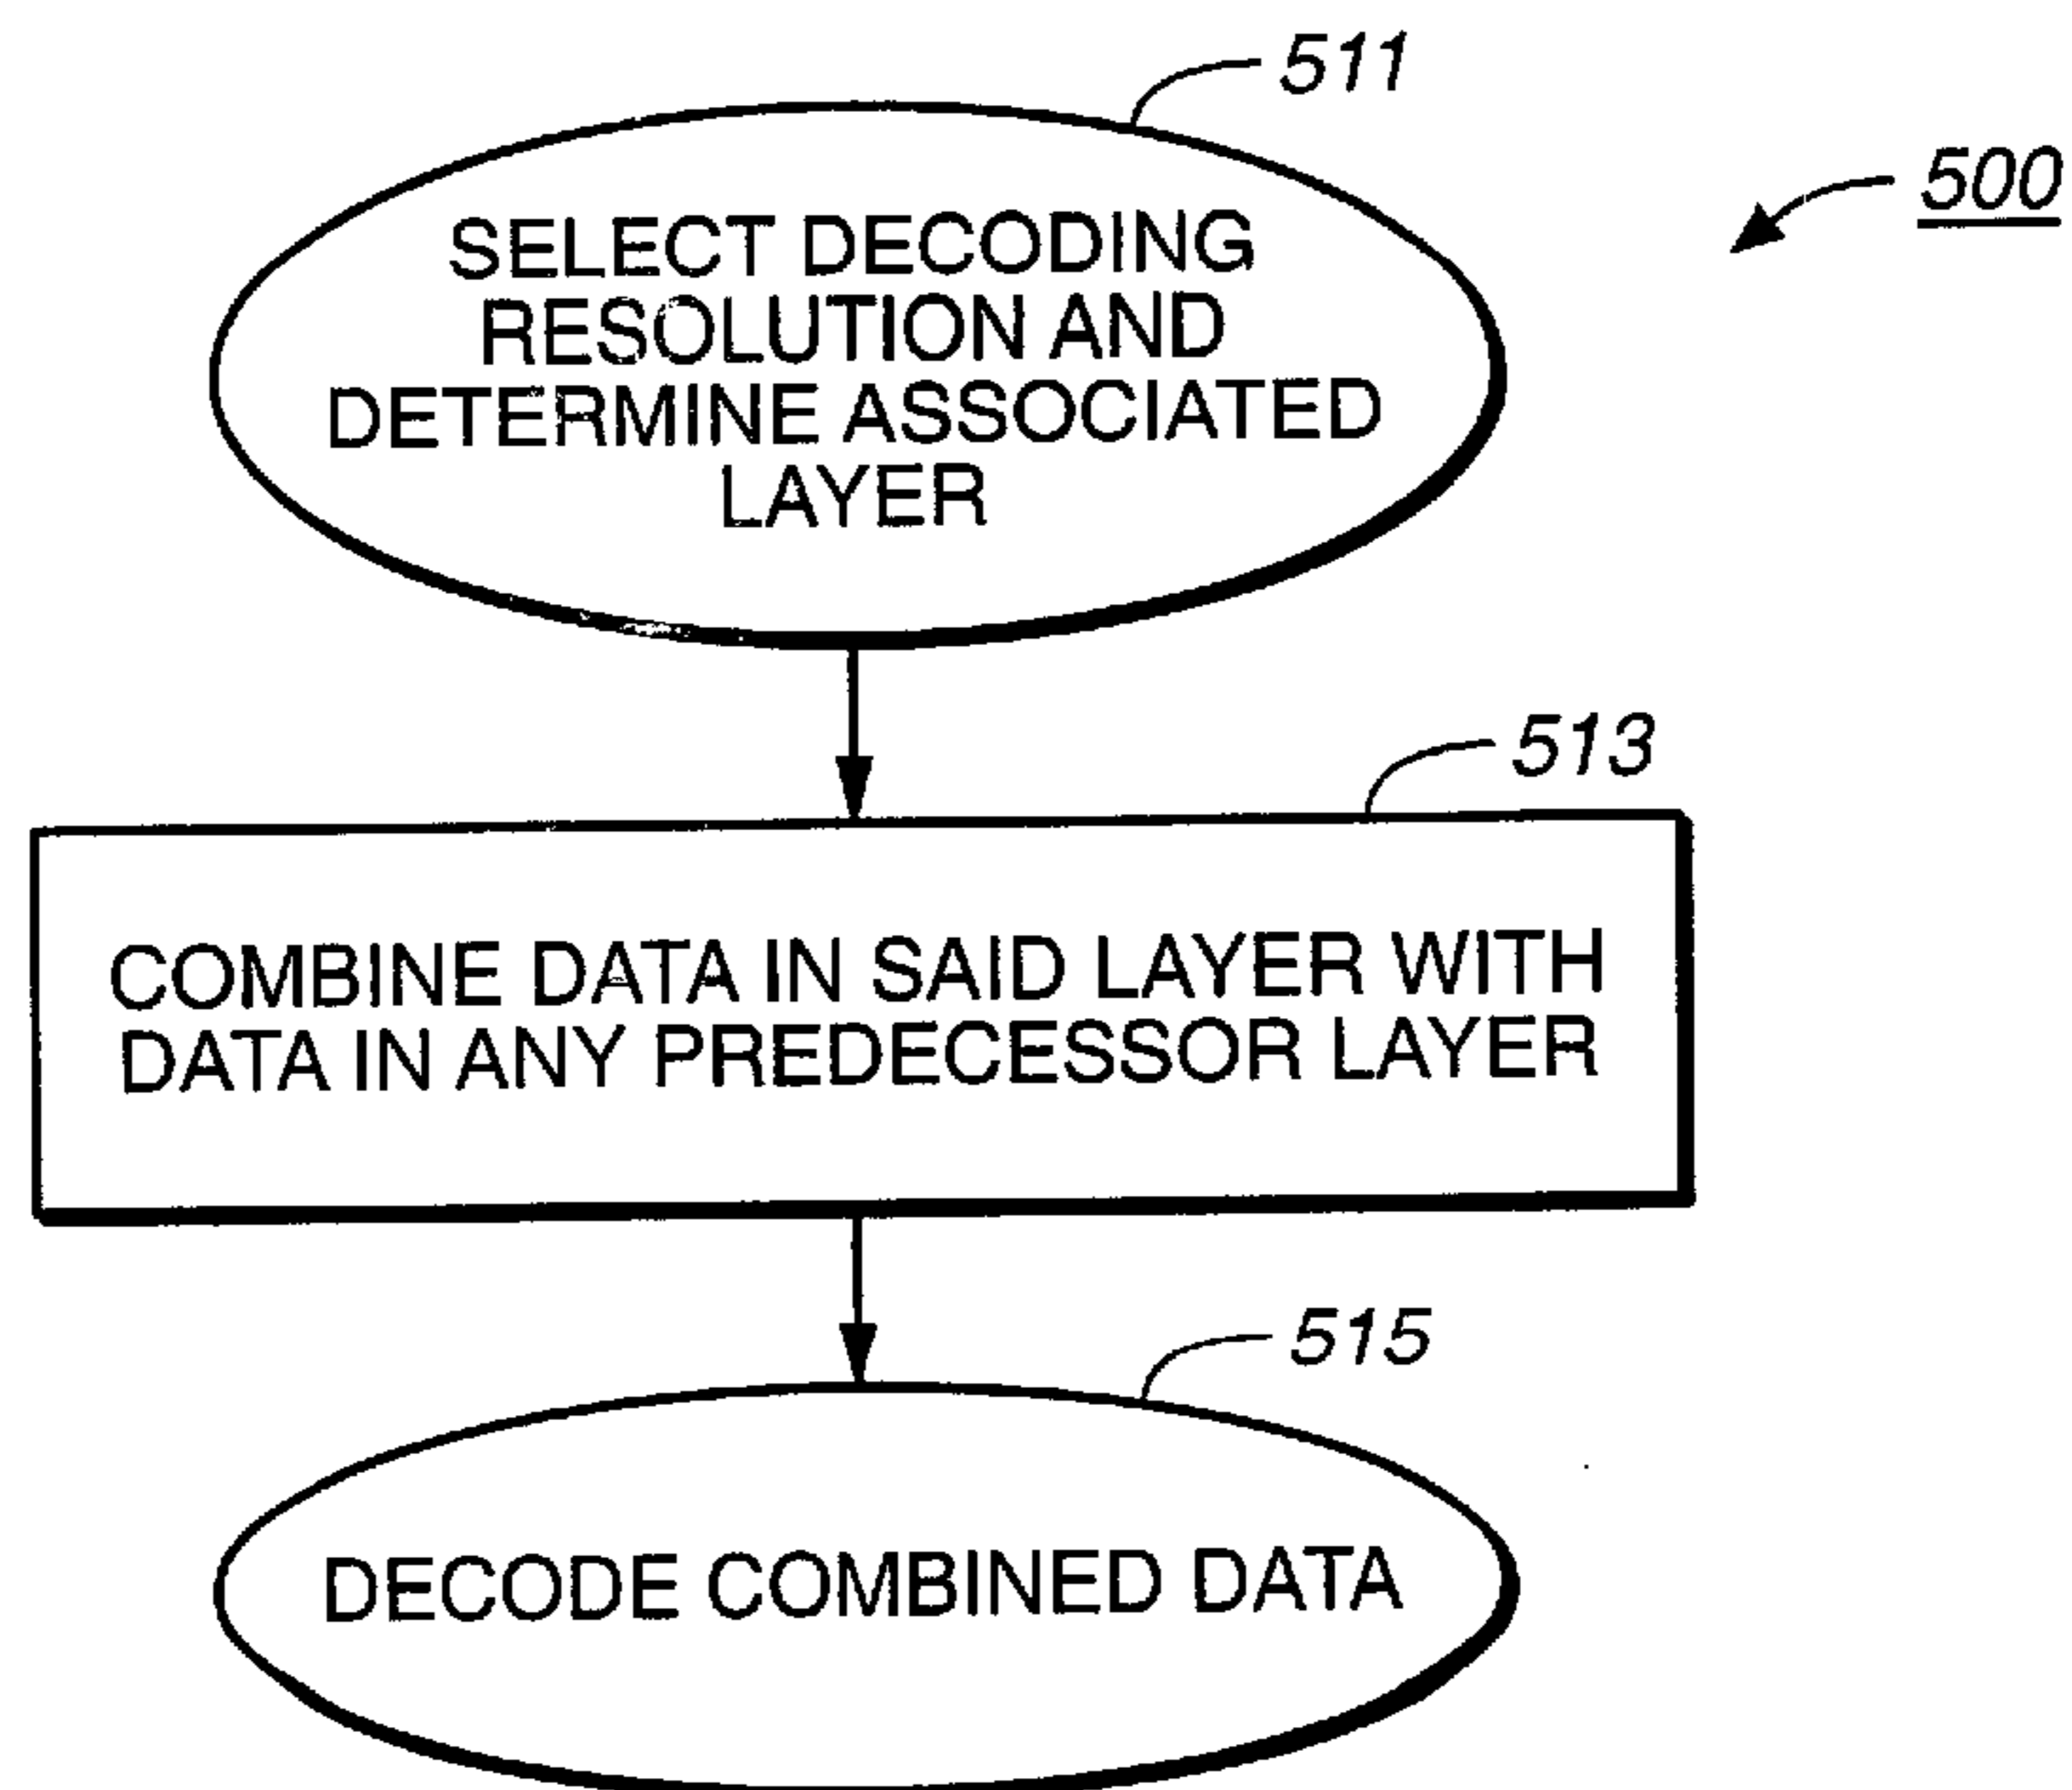 511
500
SELECT DECODING
RESOLUTION AND
DETERMINE ASSOCIATED
LAYER
513
COMBINE DATA IN SAID LAYER WITH
DATA IN ANY PREDECESSOR LAYER
515
DECODE COMBINED DATA